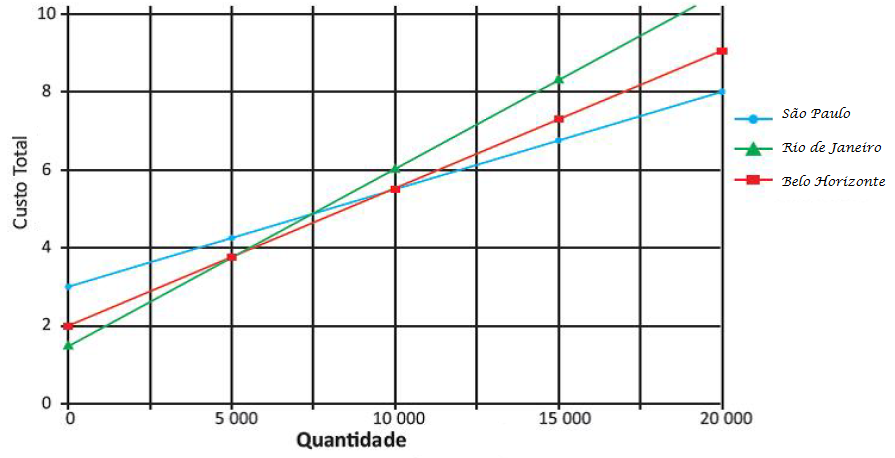 10
8
6
4
2
0
Custo Total
0
5 000
10 000
15 000
20 000
Quantidade
São Paulo
Rio de Janeiro
Belo Horizonte